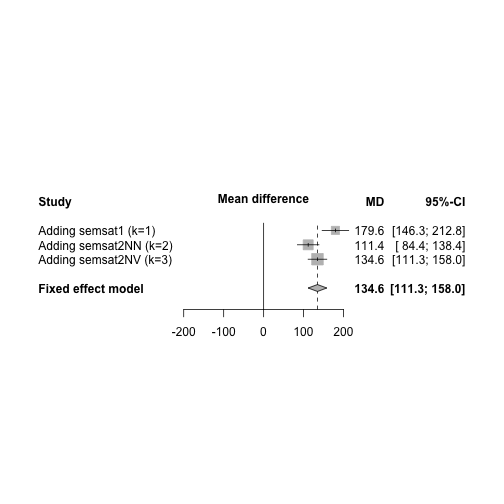 Study Mean difference MD 95%-CI
Adding semsat1 (k=1) 179.6 [146.3; 212.8]
Adding semsat2NN (k=2) 111.4 [ 84.4; 138.4]
Adding semsat2NV (k=3) 134.6 [111.3; 158.0]
Fixed effect model 134.6 [111.3; 158.0]
-200 -100 0 100 200